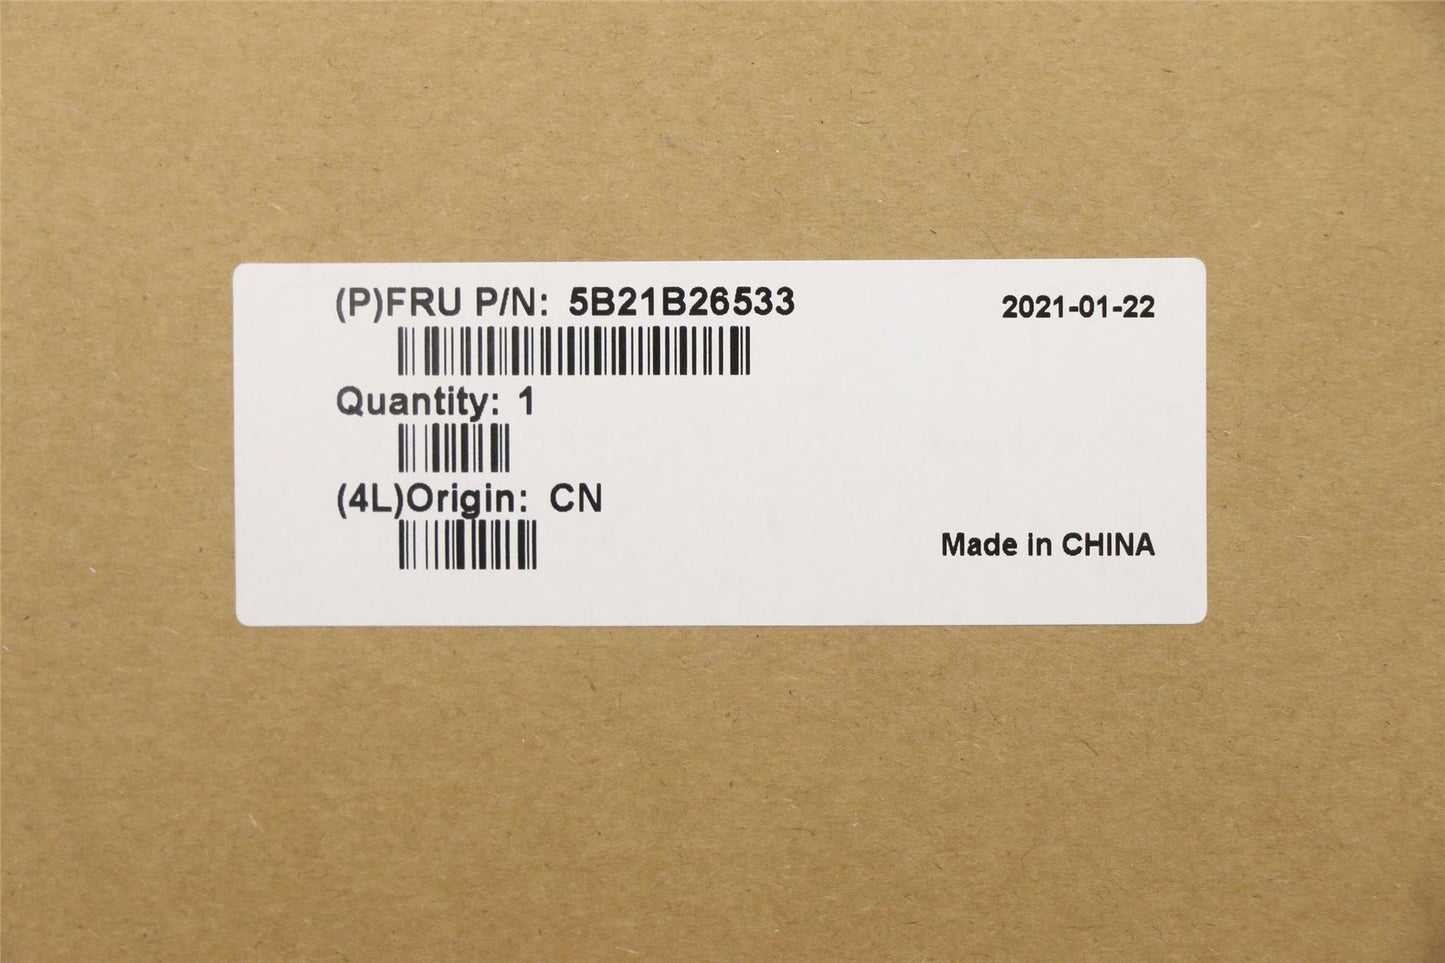 (P)FRU P/N: 5B21B26533
2021-01-22
Quantity: 1
(4L)Origin: CN
Made in CHINA